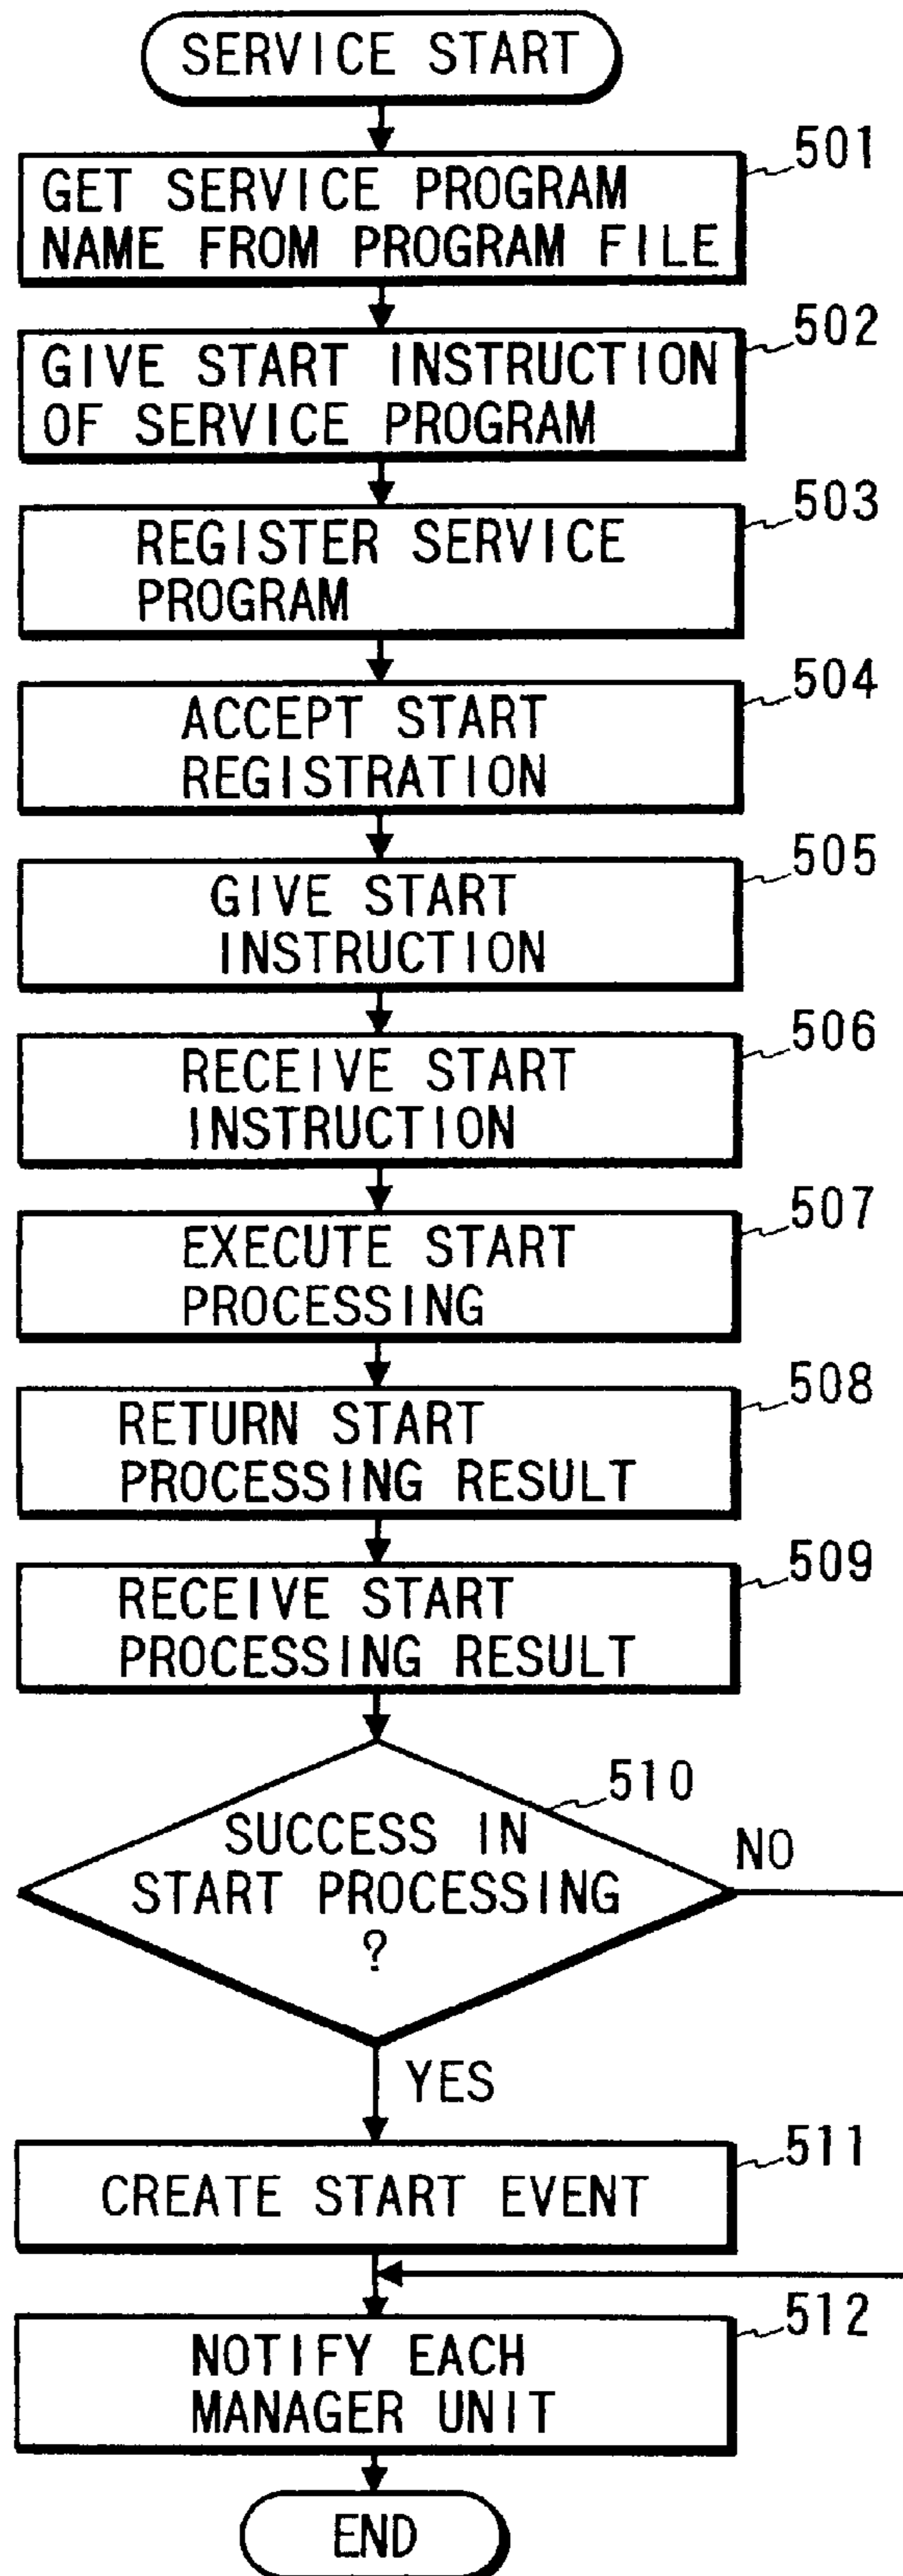 SERVICE START
501
GET SERVICE PROGRAM
NAME FROM PROGRAM FILE
502
GIVE START INSTRUCTION
OF SERVICE PROGRAM
503
REGISTER SERVICE
PROGRAM
504
ACCEPT START
REGISTRATION
505
GIVE START
INSTRUCTION
506
RECEIVE START
INSTRUCTION
507
EXECUTE START
PROCESSING
508
RETURN START
PROCESSING RESULT
509
RECEIVE START
PROCESSING RESULT
510
SUCCESS IN
START PROCESSING
?
NO
YES
511
CREATE START EVENT
512
NOTIFY EACH
MANAGER UNIT
END